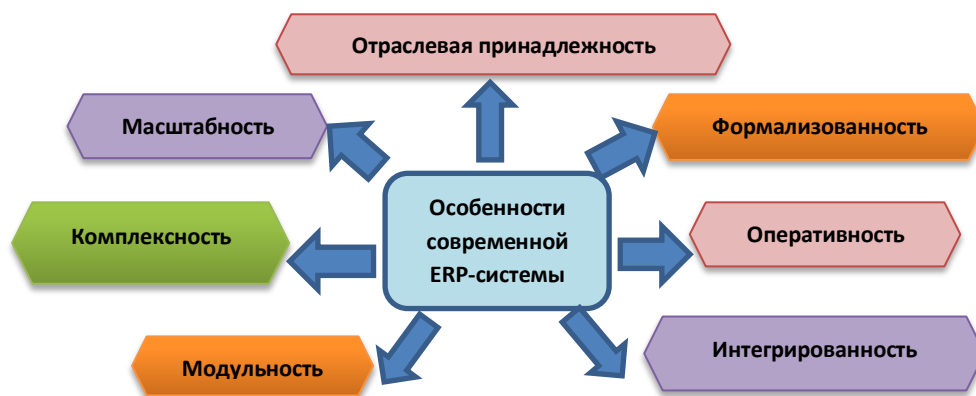 Отраслевая принадлежность
Масштабность
Формализованность
Особенности
современной
ERP-системы
Комплексность
Оперативность
Модульность
Интегрированность